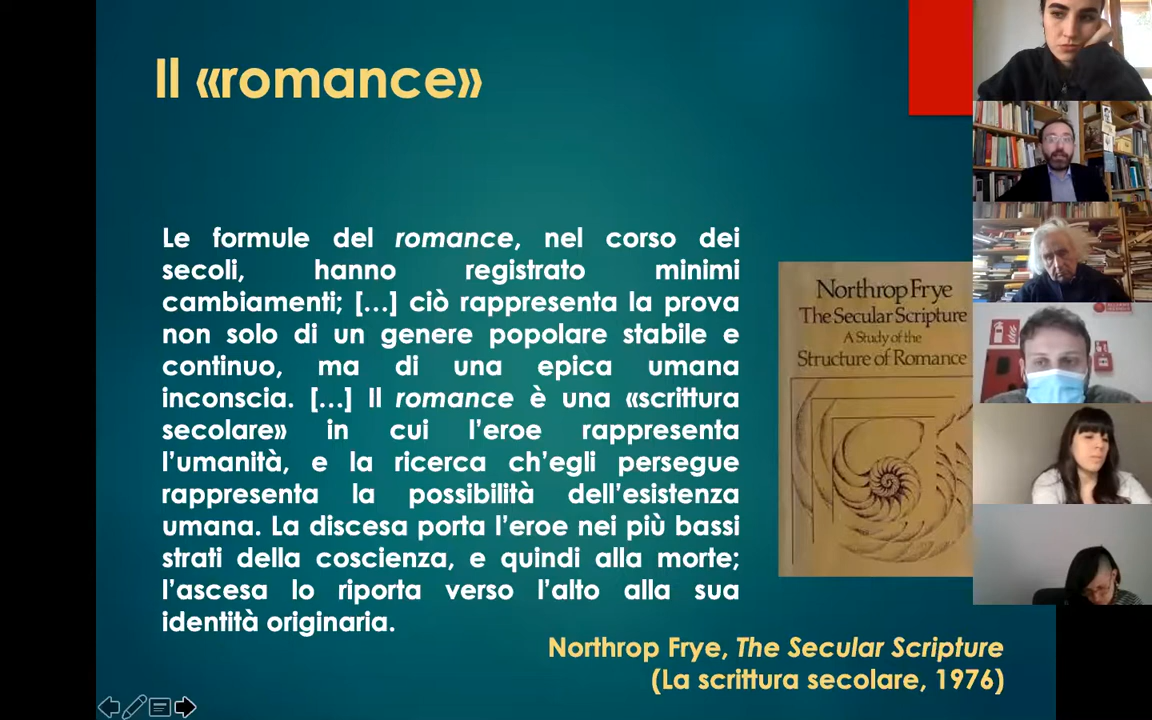 Il «romance»
Le formule del romance, nel corso dei
secoli, hanno registrato minimi
cambiamenti; [...] ciò rappresenta la prova
non solo di un genere popolare stabile e
continuo, ma di una epica umana
inconscia. [...] Il romance è una «scrittura
secolare» in cui l'eroe rappresenta
l'umanità, e la ricerca ch'egli persegue
rappresenta la possibilità dell'esistenza
umana. La discesa porta l'eroe nei più bassi
strati della coscienza, e quindi alla morte;
l'ascesa lo riporta verso l'alto alla sua
identità originaria.
Northrop Frye
The Secular Scripture
A Study of the
Structure of Romance
Northrop Frye, The Secular Scripture
(La scrittura secolare, 1976)